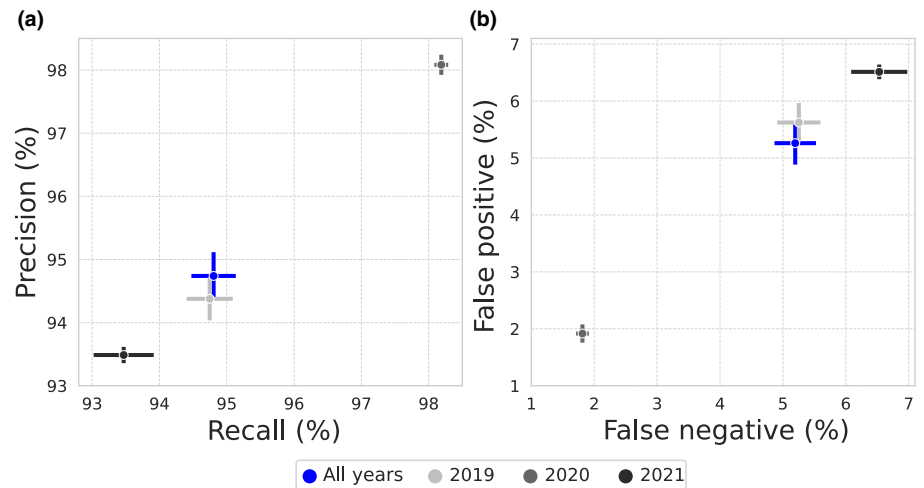 (a)
(b)
98
97
96
95
94
93
Precision (%)
93 94 95 96 97 98
Recall (%)
7
6
5
4
3
2
1
False positive (%)
1 2 3 4 5 6 7
False negative (%)
All years 2019 2020 2021